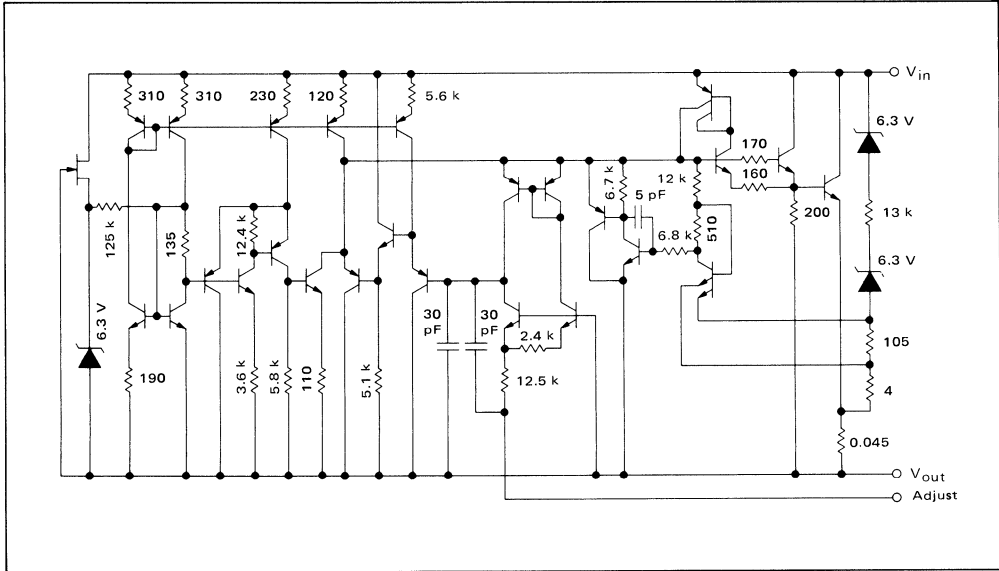 Vin
310
310
230
120
5.6 k
6.3 V
170
160
12 k
6.7 k
5 pF
125 k
135
12.4 k
6.8 k
510
200
13 k
6.3 V
6.3 V
30 pF
30 pF
2.4 k
105
190
3.6 k
5.8 k
110
5.1 k
12.5 k
4
0.045
Vout
Adjust